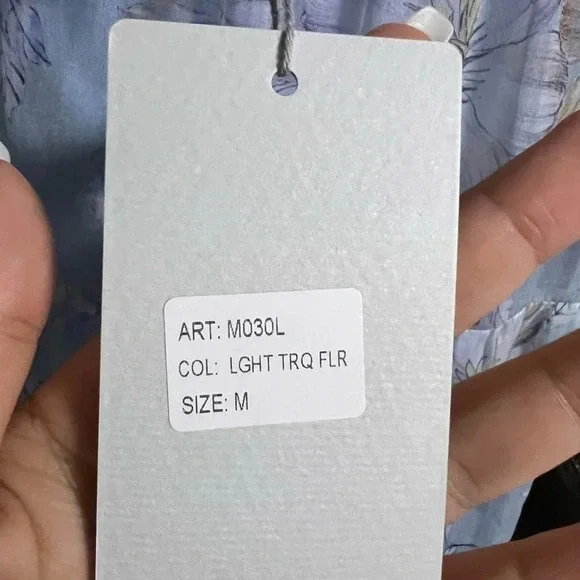 ART: M030L
COL: LGHT TRQ FLR
SIZE: M